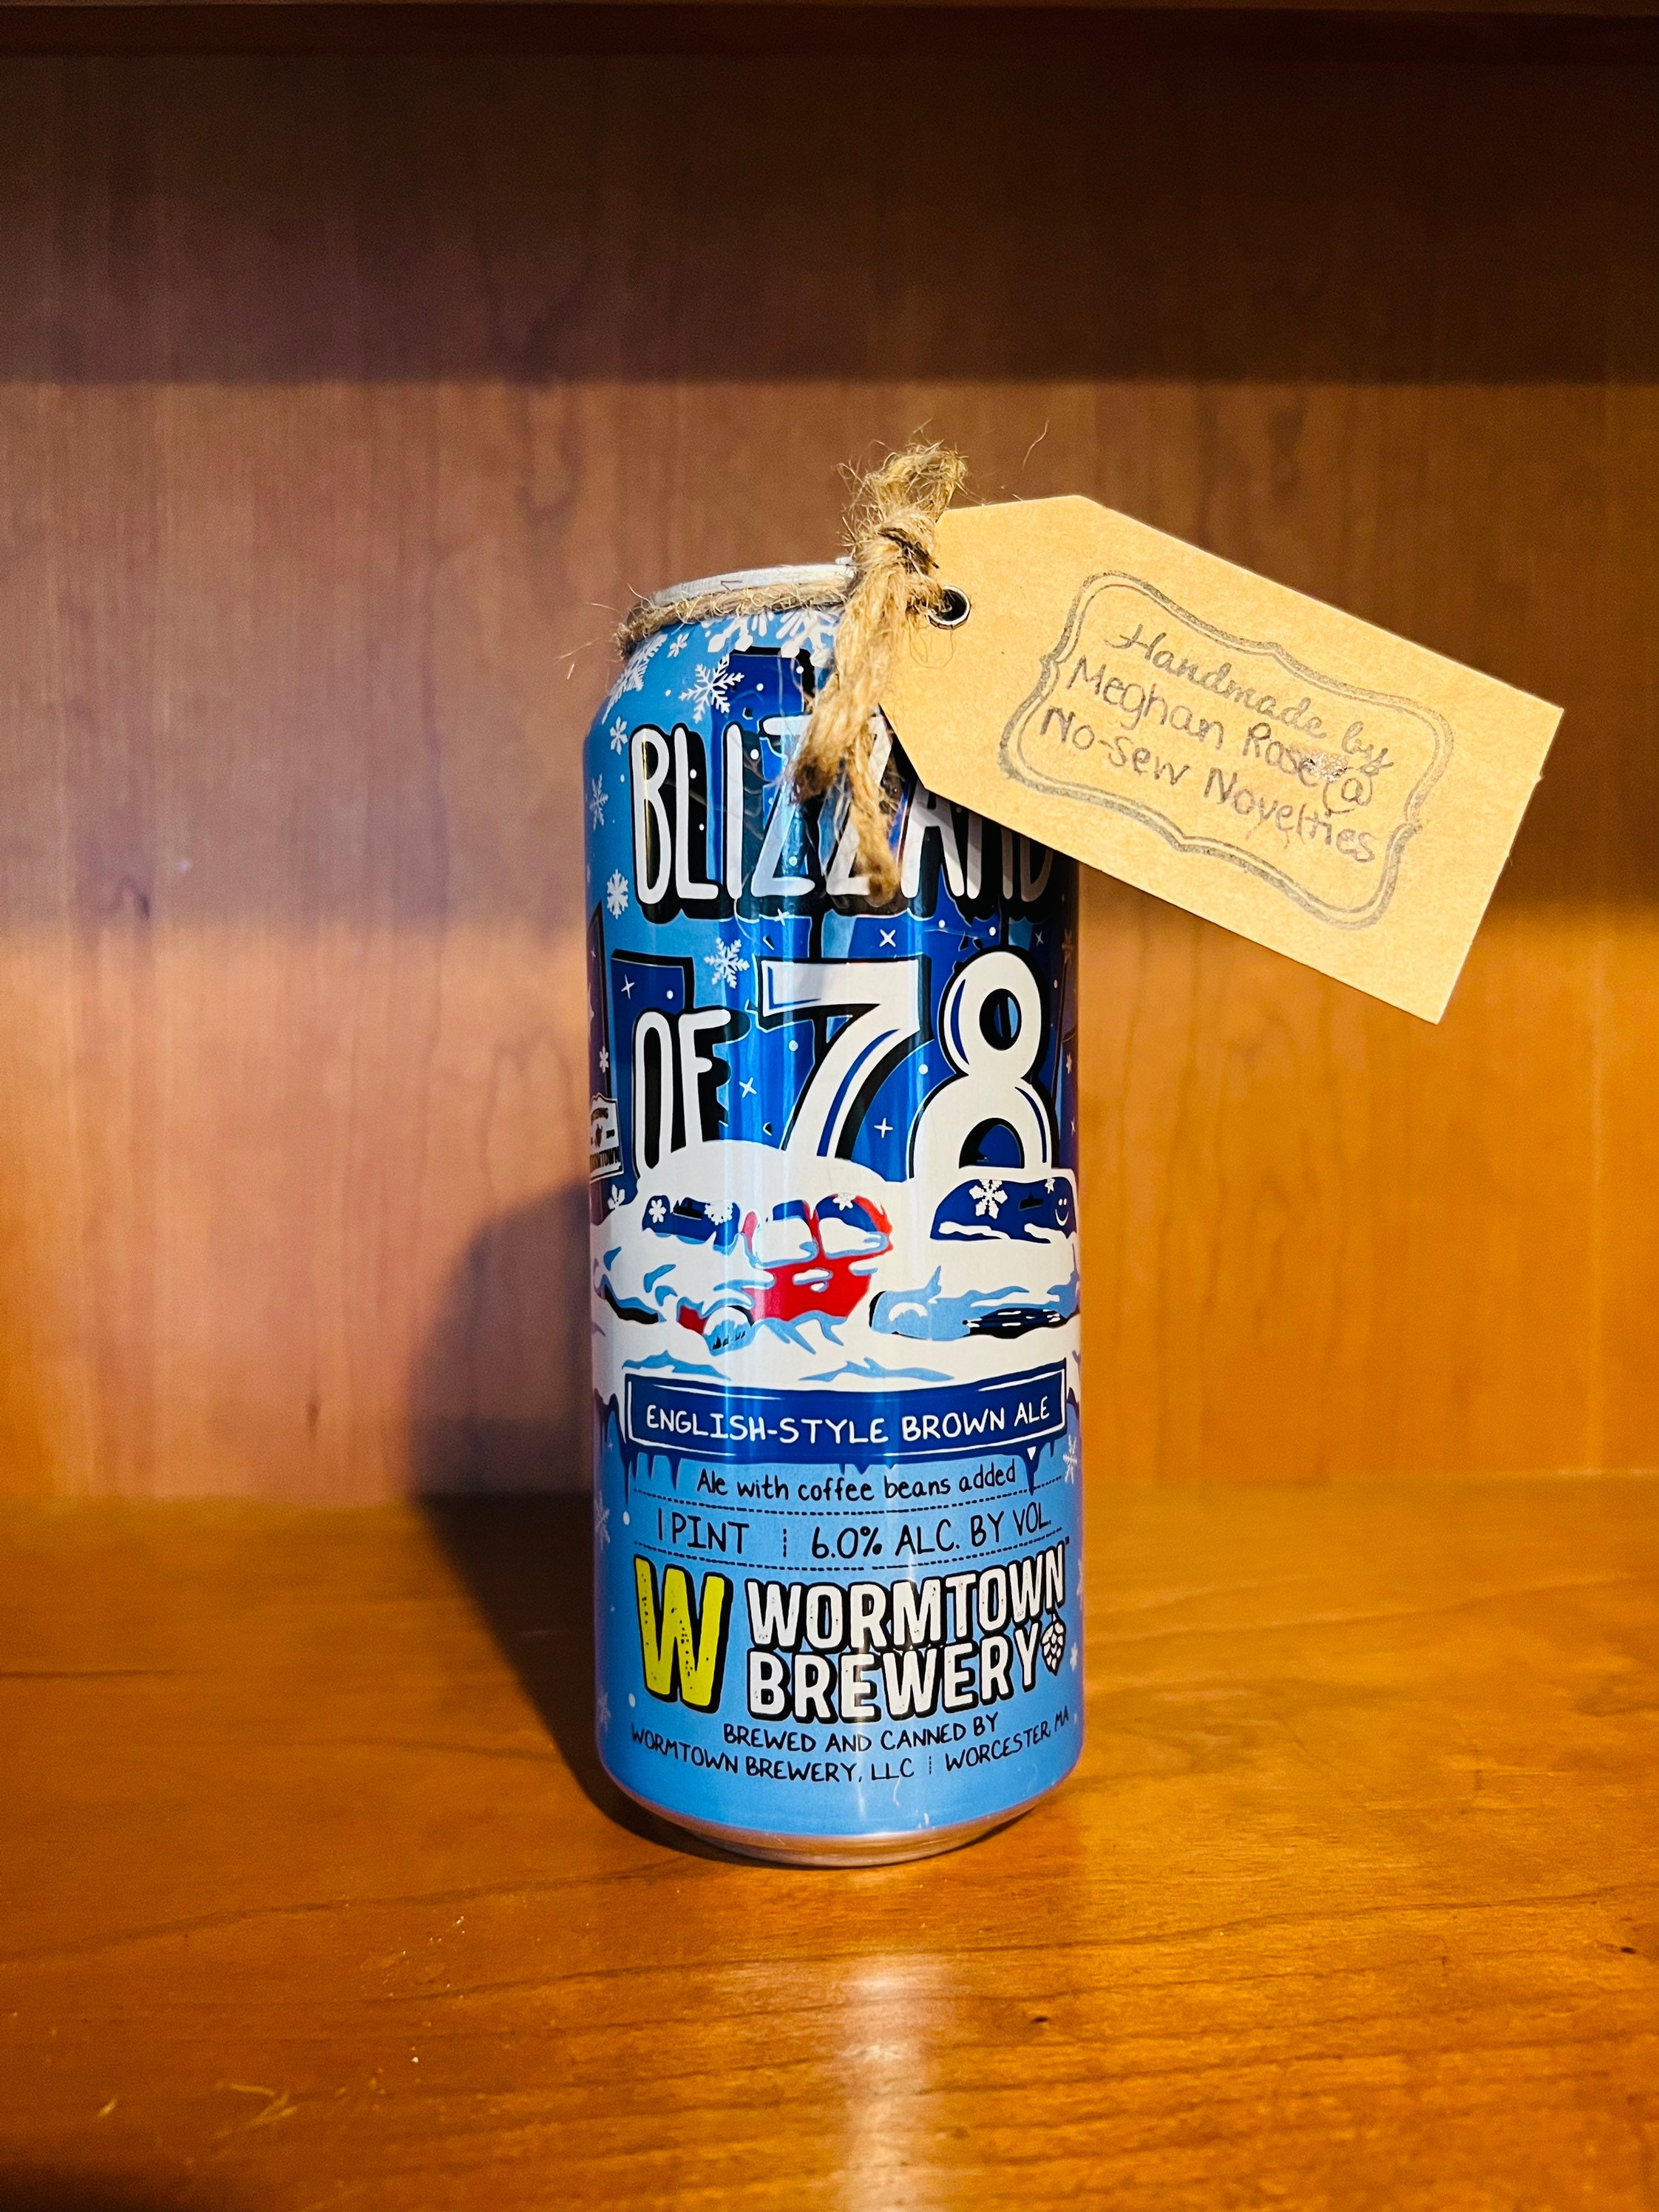 Handmade by
Meghan Rose @
No-sew Novelties
BLIZZARD
OF 78
ENGLISH-STYLE BROWN ALE
Ale with coffee beans added
1 PINT | 6.0% ALC. BY VOL.
W WORMTOWN
BREWERY
BREWED AND CANNED BY
WORMTOWN BREWERY, LLC | WORCESTER, MA